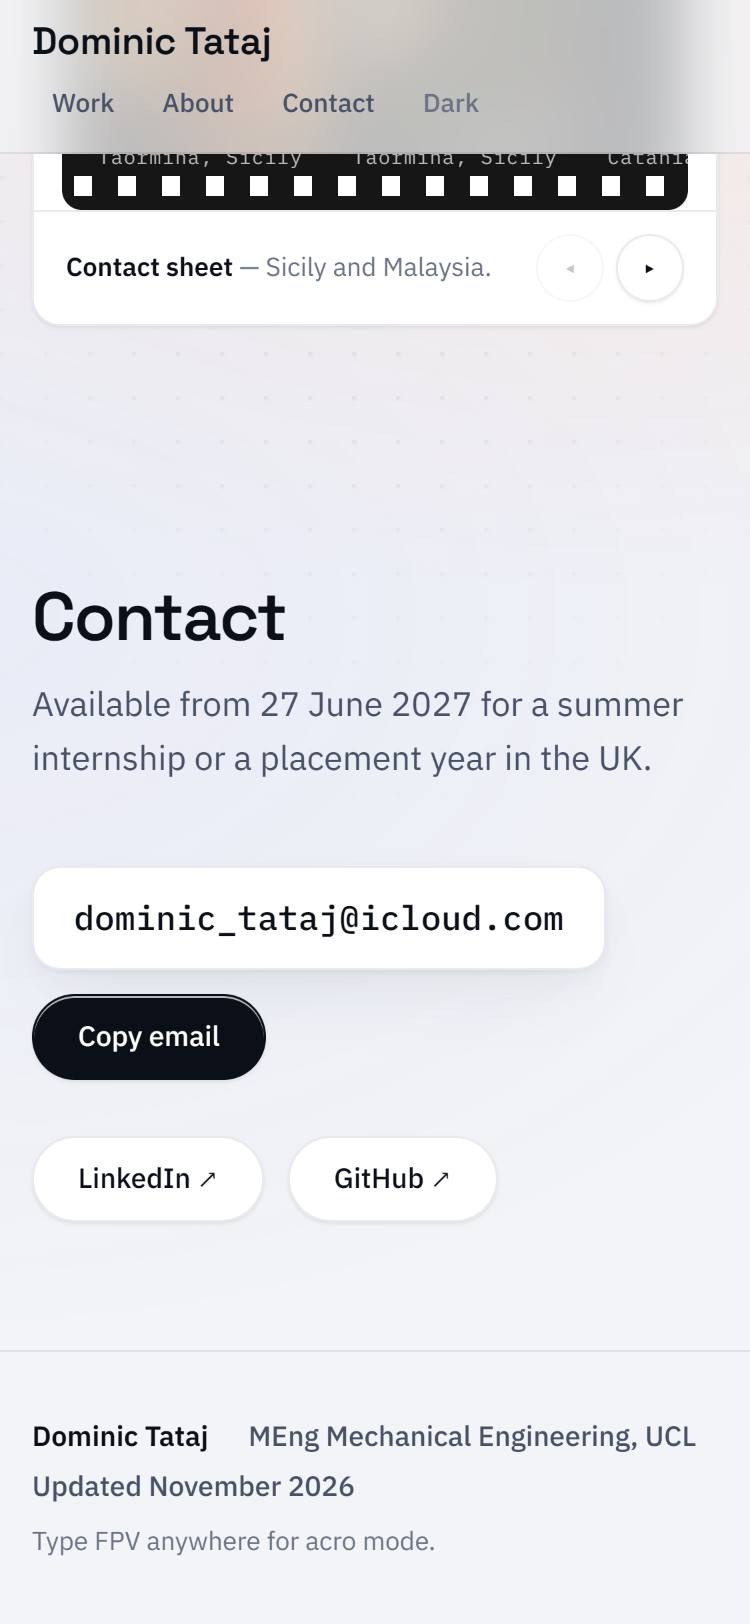 Dominic Tataj
Work About Contact Dark
Taormina, Sicily Taormina, Sicily Catania
Contact sheet — Sicily and Malaysia.
Contact
Available from 27 June 2027 for a summer
internship or a placement year in the UK.
dominic_tataj@icloud.com
Copy email
LinkedIn ↗ GitHub ↗
Dominic Tataj MEng Mechanical Engineering, UCL
Updated November 2026
Type FPV anywhere for acro mode.